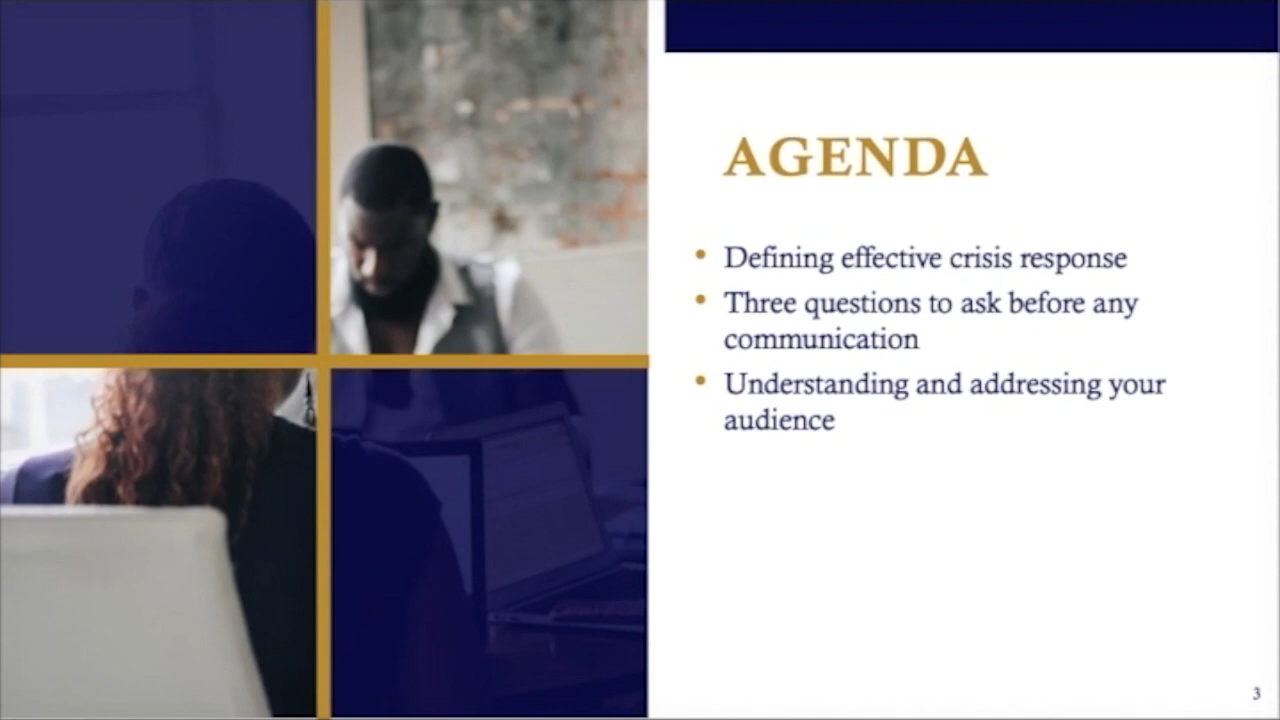 AGENDA
• Defining effective crisis response
• Three questions to ask before any
communication
• Understanding and addressing your
audience
3